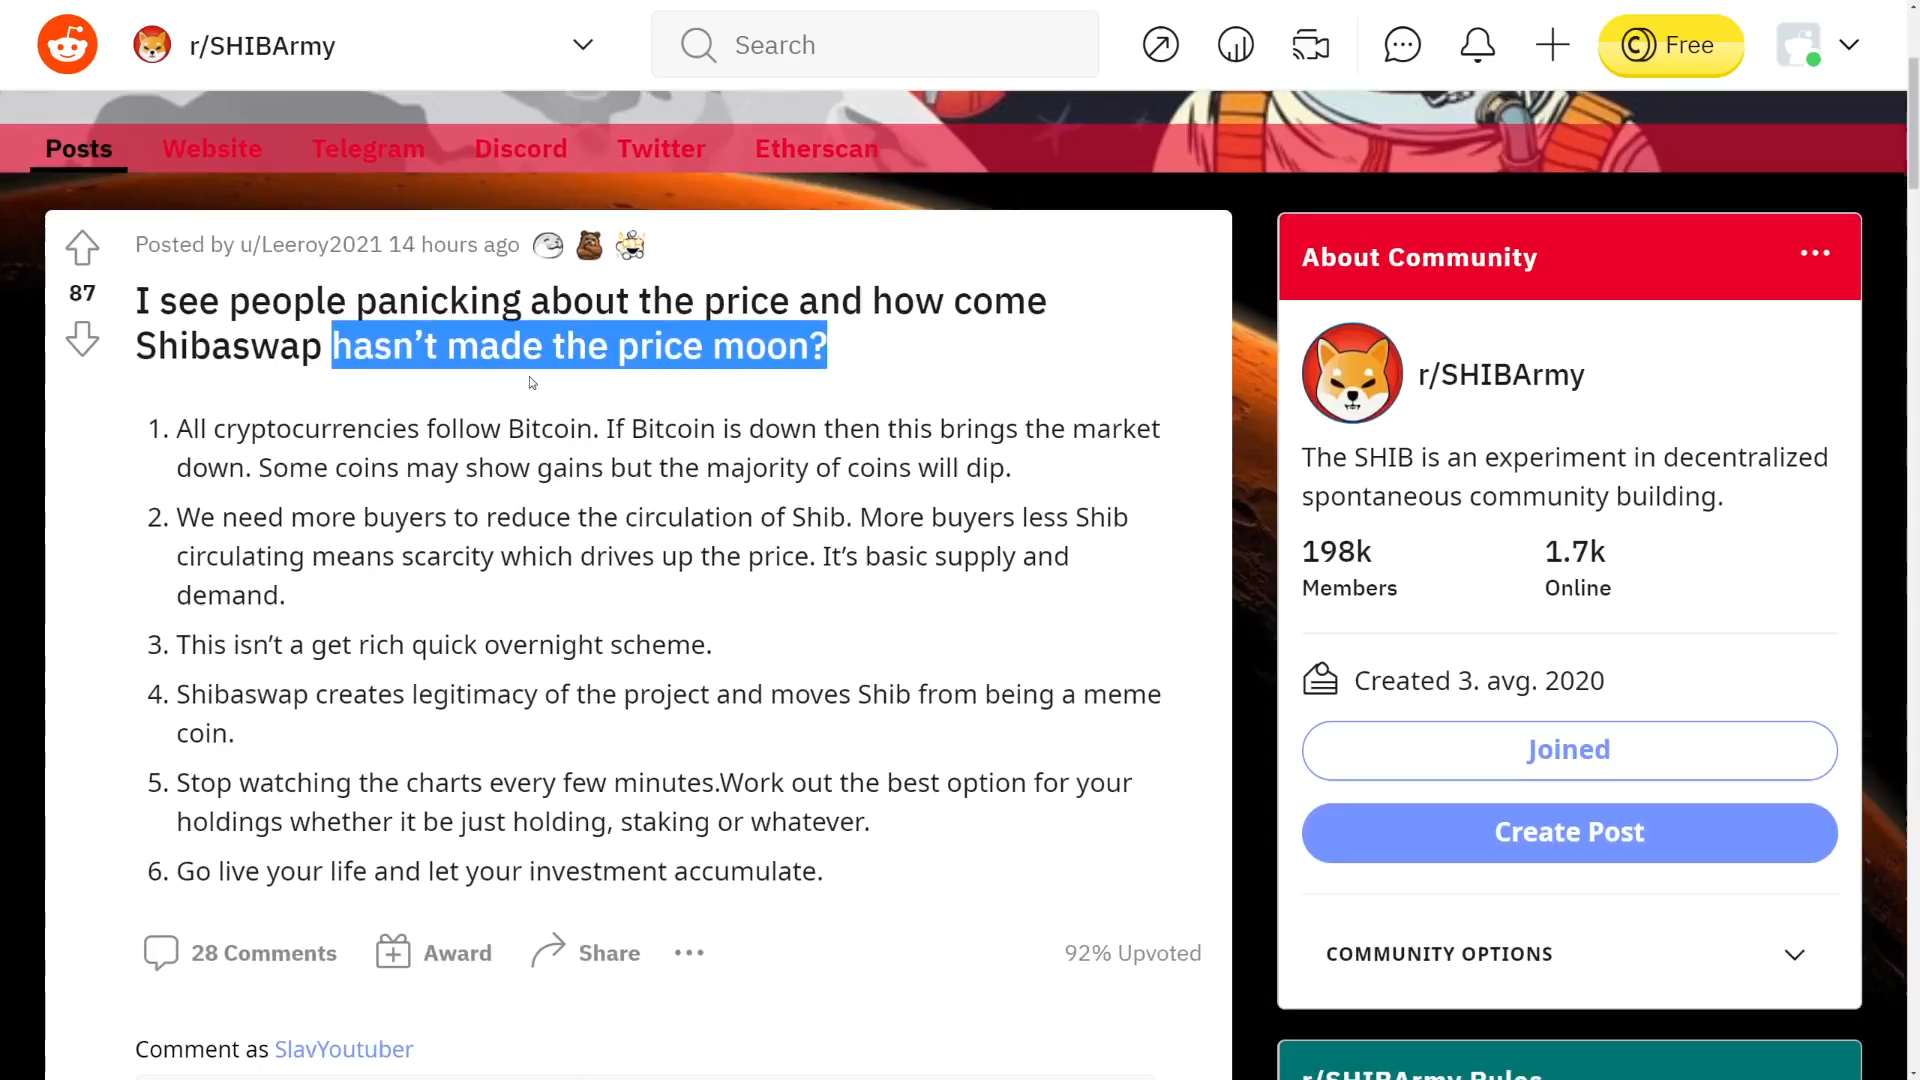 r/SHIBArmy
Search
Free
Posts Website Telegram Discord Twitter Etherscan
Posted by u/Leeroy2021 14 hours ago
87
I see people panicking about the price and how come
Shibaswap hasn’t made the price moon?
1. All cryptocurrencies follow Bitcoin. If Bitcoin is down then this brings the market
down. Some coins may show gains but the majority of coins will dip.
2. We need more buyers to reduce the circulation of Shib. More buyers less Shib
circulating means scarcity which drives up the price. It’s basic supply and
demand.
3. This isn’t a get rich quick overnight scheme.
4. Shibaswap creates legitimacy of the project and moves Shib from being a meme
coin.
5. Stop watching the charts every few minutes.Work out the best option for your
holdings whether it be just holding, staking or whatever.
6. Go live your life and let your investment accumulate.
28 Comments Award Share ••• 92% Upvoted
Comment as SlavYoutuber
About Community
r/SHIBArmy
The SHIB is an experiment in decentralized
spontaneous community building.
198k 1.7k
Members Online
Created 3. avg. 2020
Joined
Create Post
COMMUNITY OPTIONS
r/SHIBArmy Rules